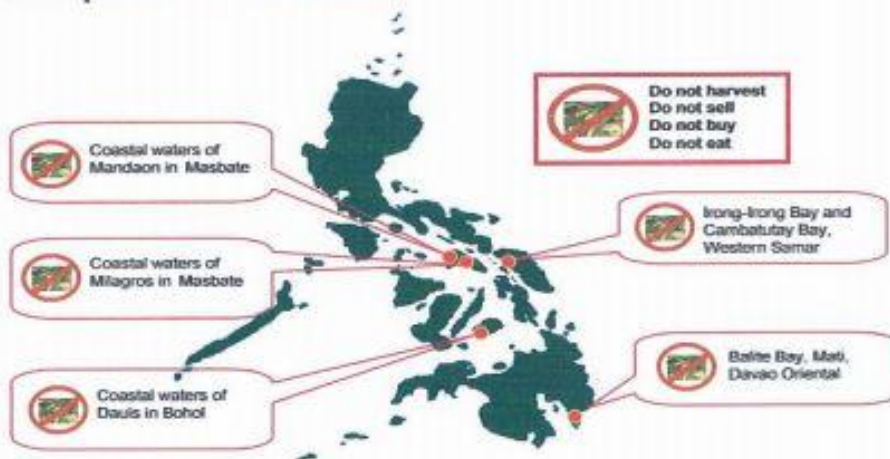 Do not harvest
Do not sell
Do not buy
Do not eat
Coastal waters of
Mandaon in Masbate
Irong-Irong Bay and
Cambatutay Bay,
Western Samar
Coastal waters of
Milagros in Masbate
Balite Bay, Mati,
Davao Oriental
Coastal waters of
Dauis in Bohol